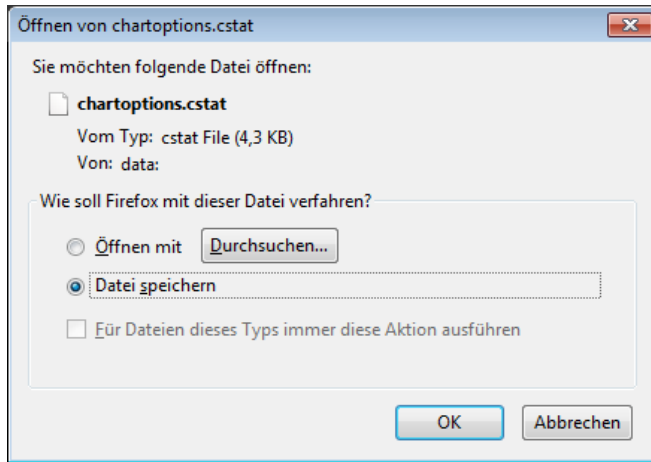 Öffnen von chartoptions.cstat
Sie möchten folgende Datei öffnen:
chartoptions.cstat
Vom Typ: cstat File (4,3 KB)
Von: data:
Wie soll Firefox mit dieser Datei verfahren?
Öffnen mit Durchsuchen...
Datei speichern
Für Dateien dieses Typs immer diese Aktion ausführen
OK Abbrechen